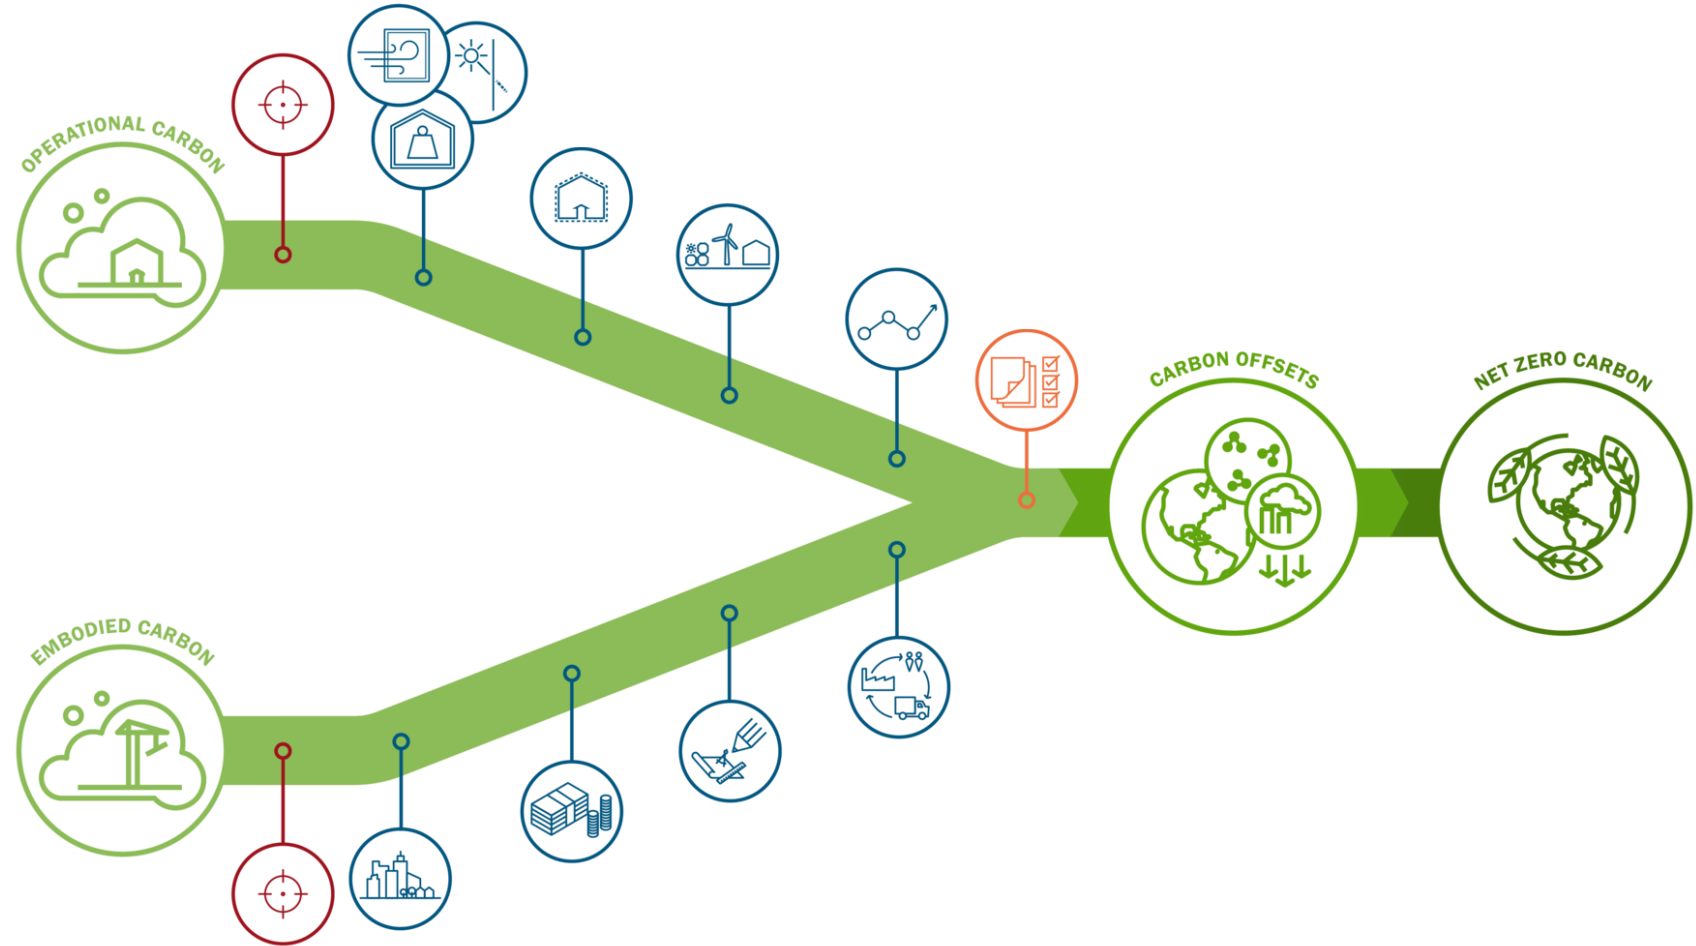 OPERATIONAL CARBON
CARBON OFFSETS
NET ZERO CARBON
EMBODIED CARBON